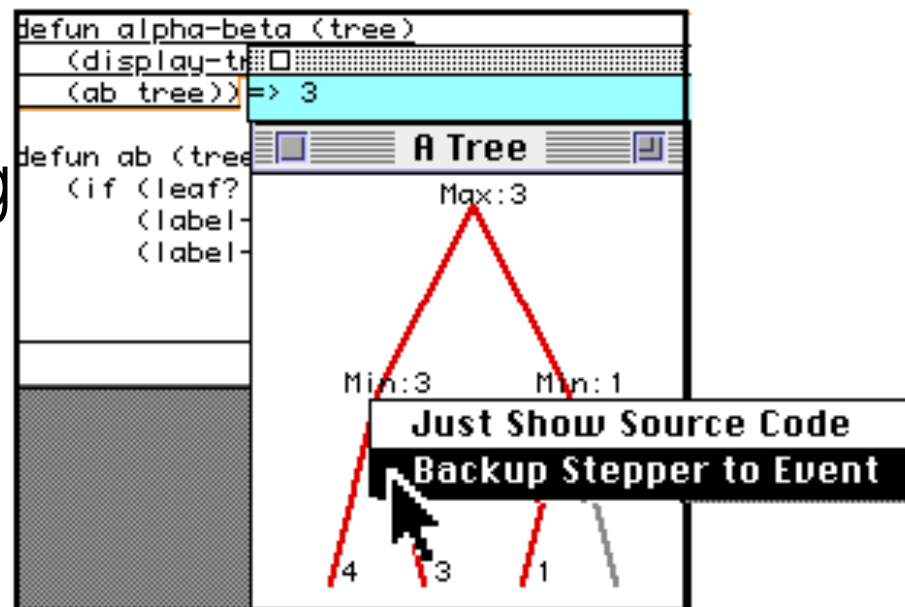 defun alpha-beta (tree)
(display-tr
(ab tree))
=> 3
A Tree
defun ab (tree
(if (leaf?
(label-
(label-
g
Max:3
Min:3
Min:1
Just Show Source Code
Backup Stepper to Event
4
3
1